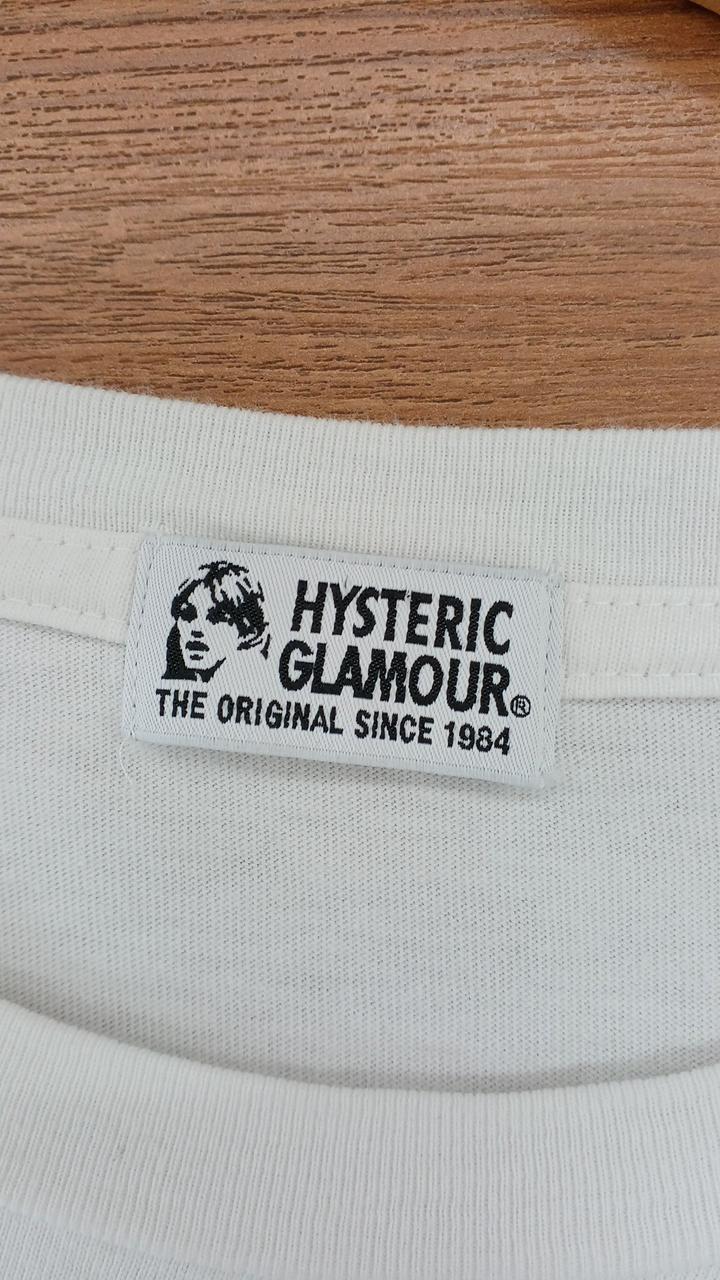 HYSTERIC
GLAMOUR®
THE ORIGINAL SINCE 1984